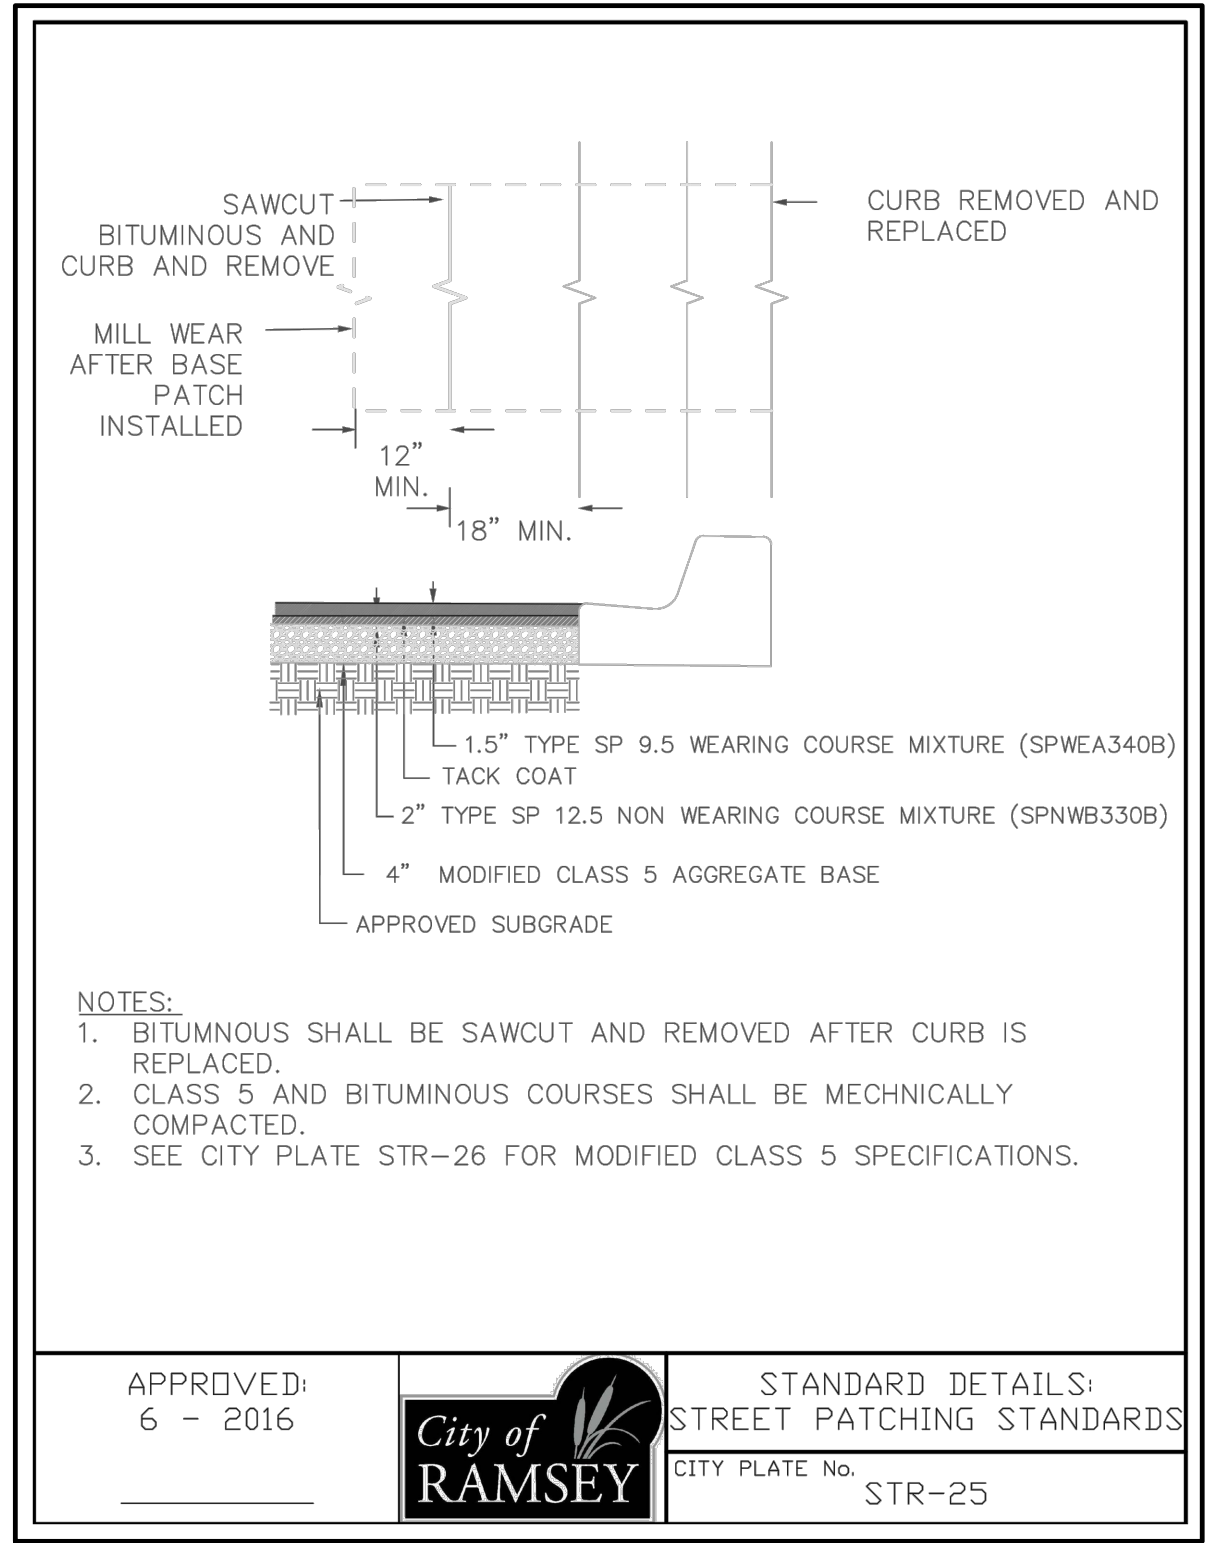 SAWCUT
BITUMINOUS AND
CURB AND REMOVE
CURB REMOVED AND
REPLACED
MILL WEAR
AFTER BASE
PATCH
INSTALLED
12”
MIN.
18” MIN.
1.5” TYPE SP 9.5 WEARING COURSE MIXTURE (SPWEA340B)
TACK COAT
2” TYPE SP 12.5 NON WEARING COURSE MIXTURE (SPNWB330B)
4” MODIFIED CLASS 5 AGGREGATE BASE
APPROVED SUBGRADE
NOTES:
1. BITUMNOUS SHALL BE SAWCUT AND REMOVED AFTER CURB IS
REPLACED.
2. CLASS 5 AND BITUMINOUS COURSES SHALL BE MECHNICALLY
COMPACTED.
3. SEE CITY PLATE STR-26 FOR MODIFIED CLASS 5 SPECIFICATIONS.
APPROVED:
6 - 2016
City of
RAMSEY
STANDARD DETAILS:
STREET PATCHING STANDARDS
CITY PLATE No.
STR-25